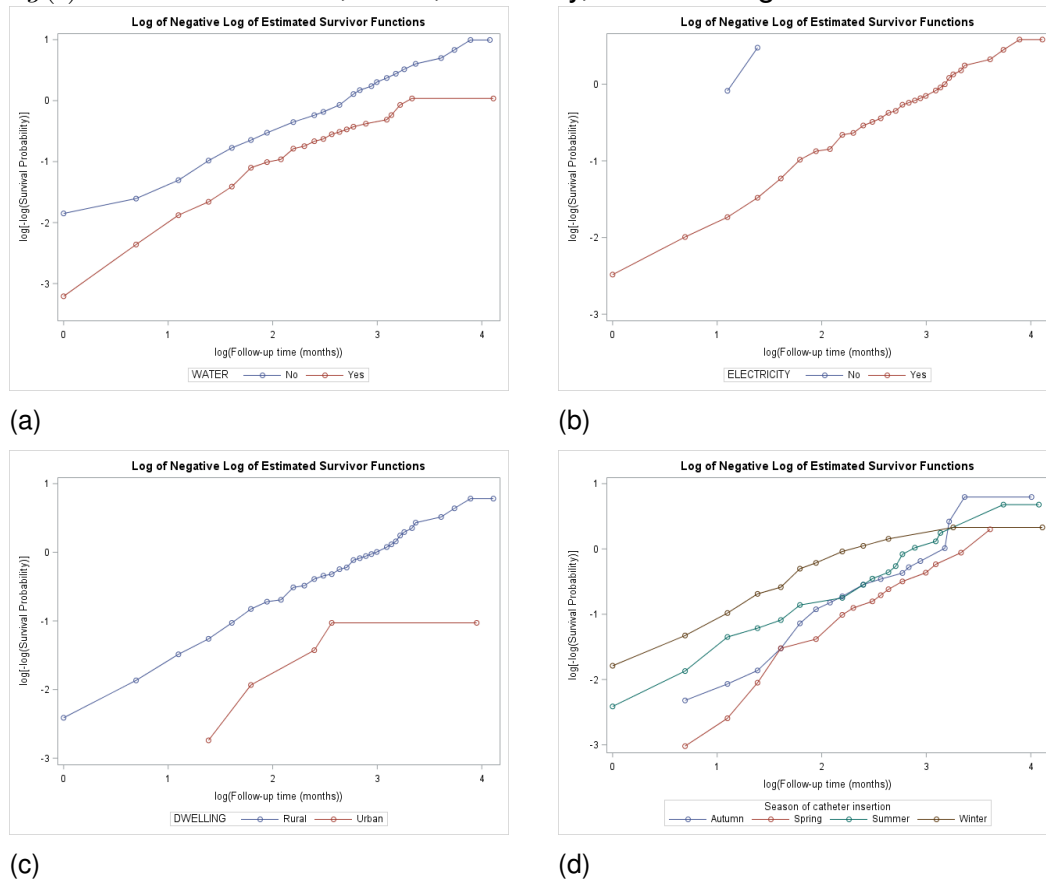 Log of Negative Log of Estimated Survivor Functions
log[-log(Survival Probability)]
1
0
-1
-2
-3
0 1 2 3 4
log(Follow-up time (months))
WATER No Yes
(a)
Log of Negative Log of Estimated Survivor Functions
log[-log(Survival Probability)]
0
-1
-2
-3
0 1 2 3 4
log(Follow-up time (months))
ELECTRICITY No Yes
(b)
Log of Negative Log of Estimated Survivor Functions
log[-log(Survival Probability)]
1
0
-1
-2
-3
0 1 2 3 4
log(Follow-up time (months))
DWELLING Rural Urban
(c)
Log of Negative Log of Estimated Survivor Functions
log[-log(Survival Probability)]
1
0
-1
-2
-3
0 1 2 3 4
log(Follow-up time (months))
Season of catheter insertion
Autumn Spring Summer Winter
(d)